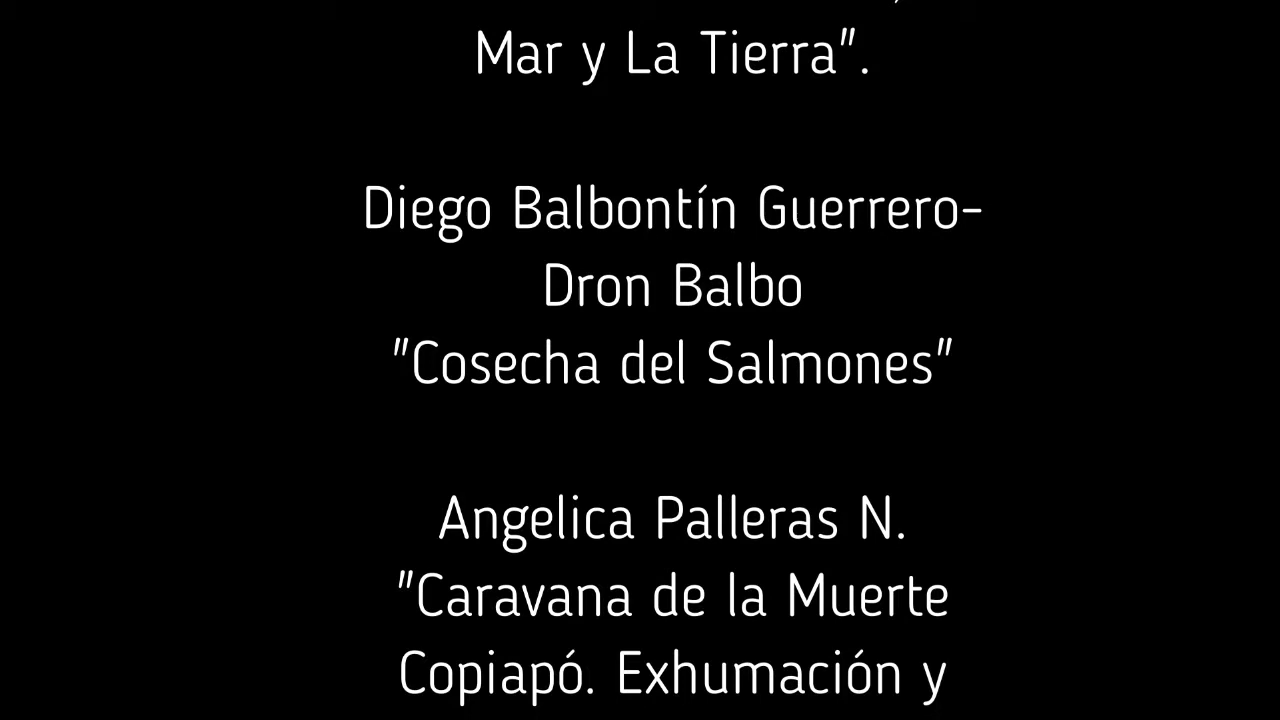 Mar y La Tierra".
Diego Balbontín Guerrero-
Dron Balbo
"Cosecha del Salmones"
Angelica Palleras N.
"Caravana de la Muerte
Copiapó. Exhumación y